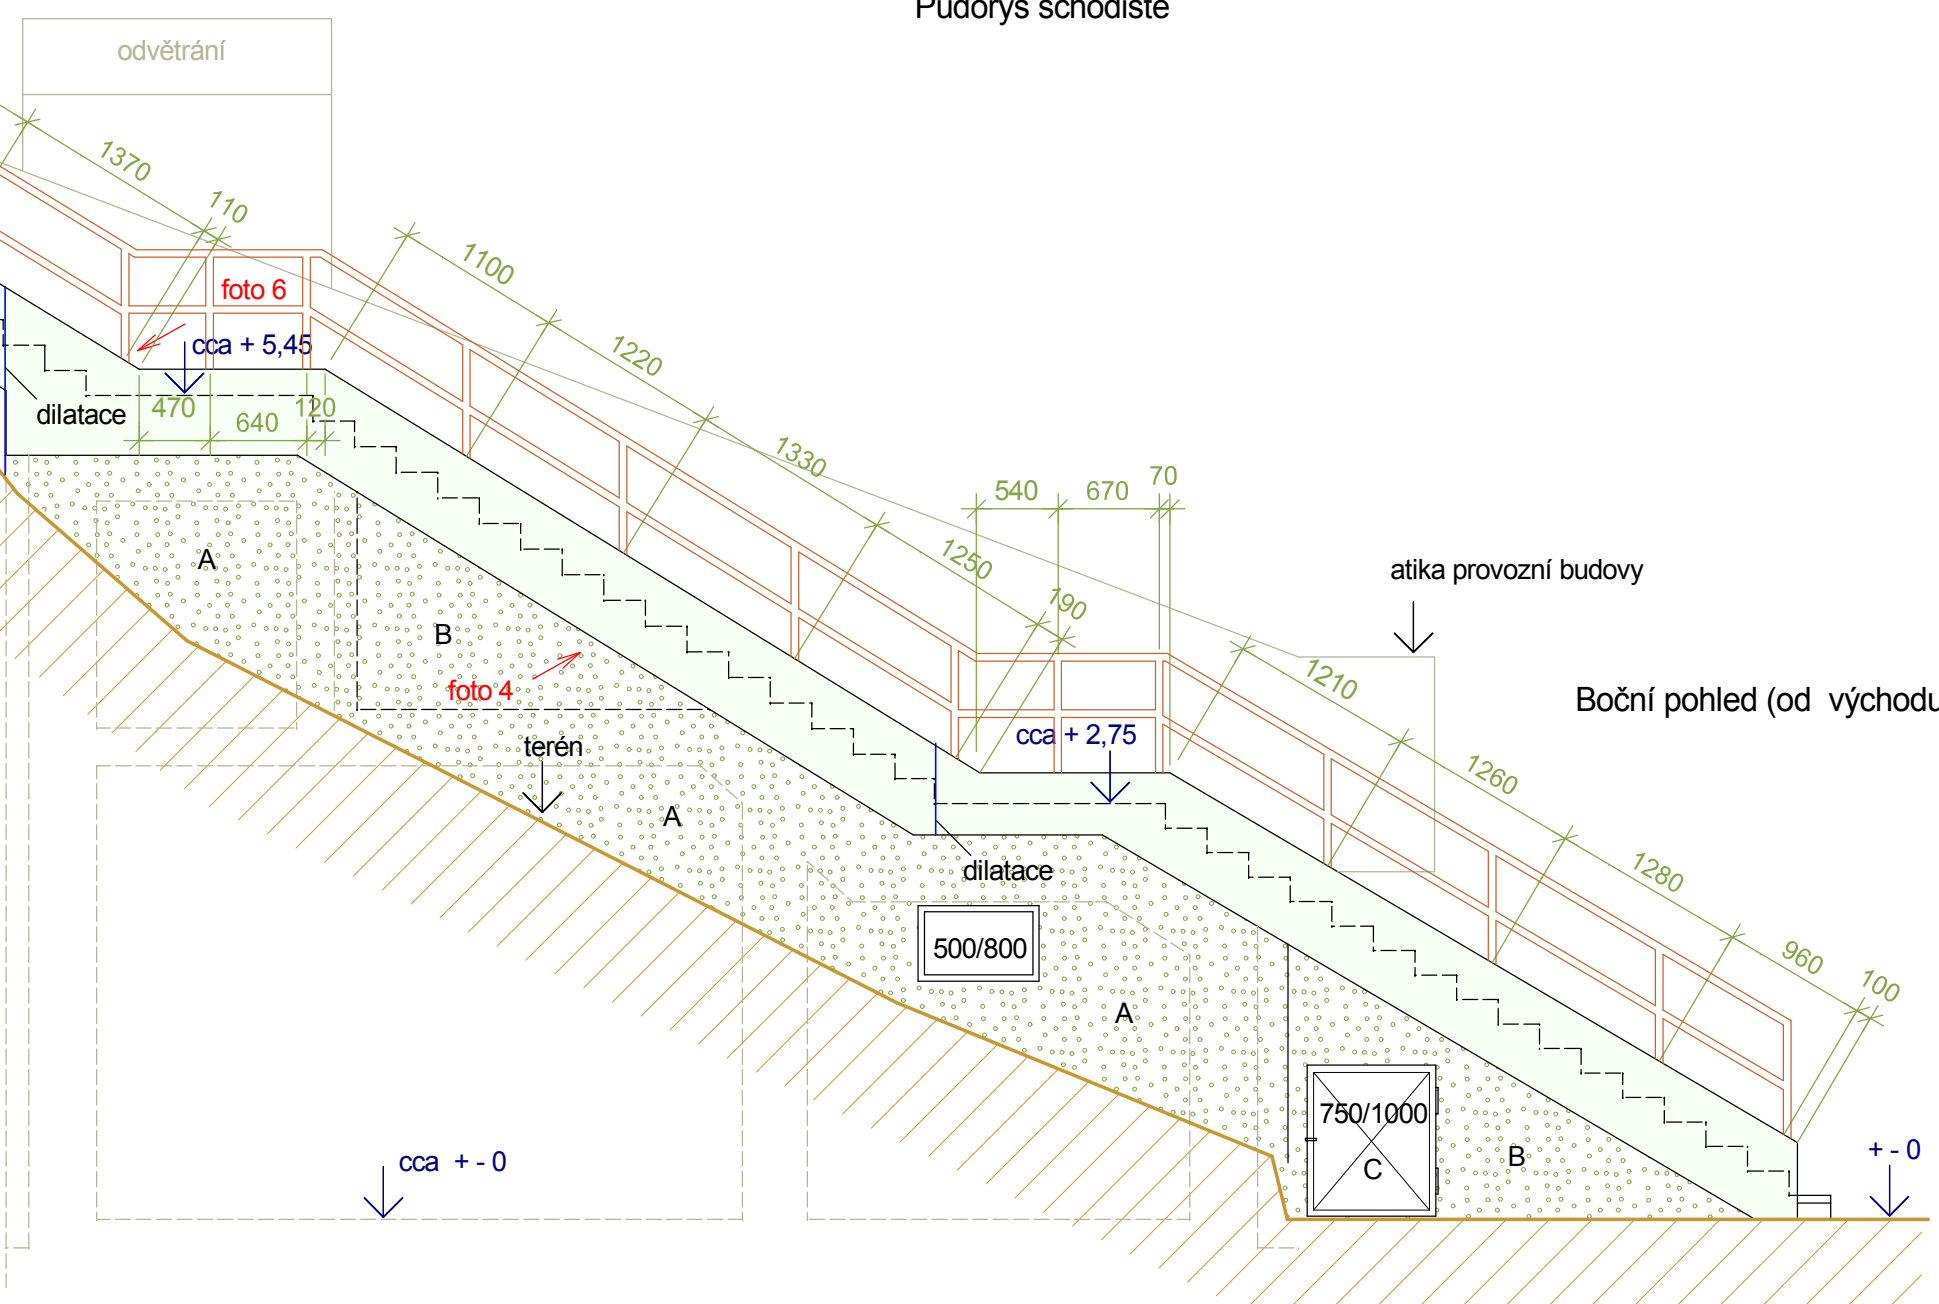 Půdorys schodiště
odvětrání
1370
110
1100
foto 6
cca + 5,45
1220
dilatace
470
640
120
1330
540
670
70
1250
190
A
B
foto 4
atika provozní budovy
1210
Boční pohled (od východu
cca + 2,75
terén
1260
A
dilatace
1280
500/800
960
100
A
750/1000
C
B
cca + - 0
+ - 0